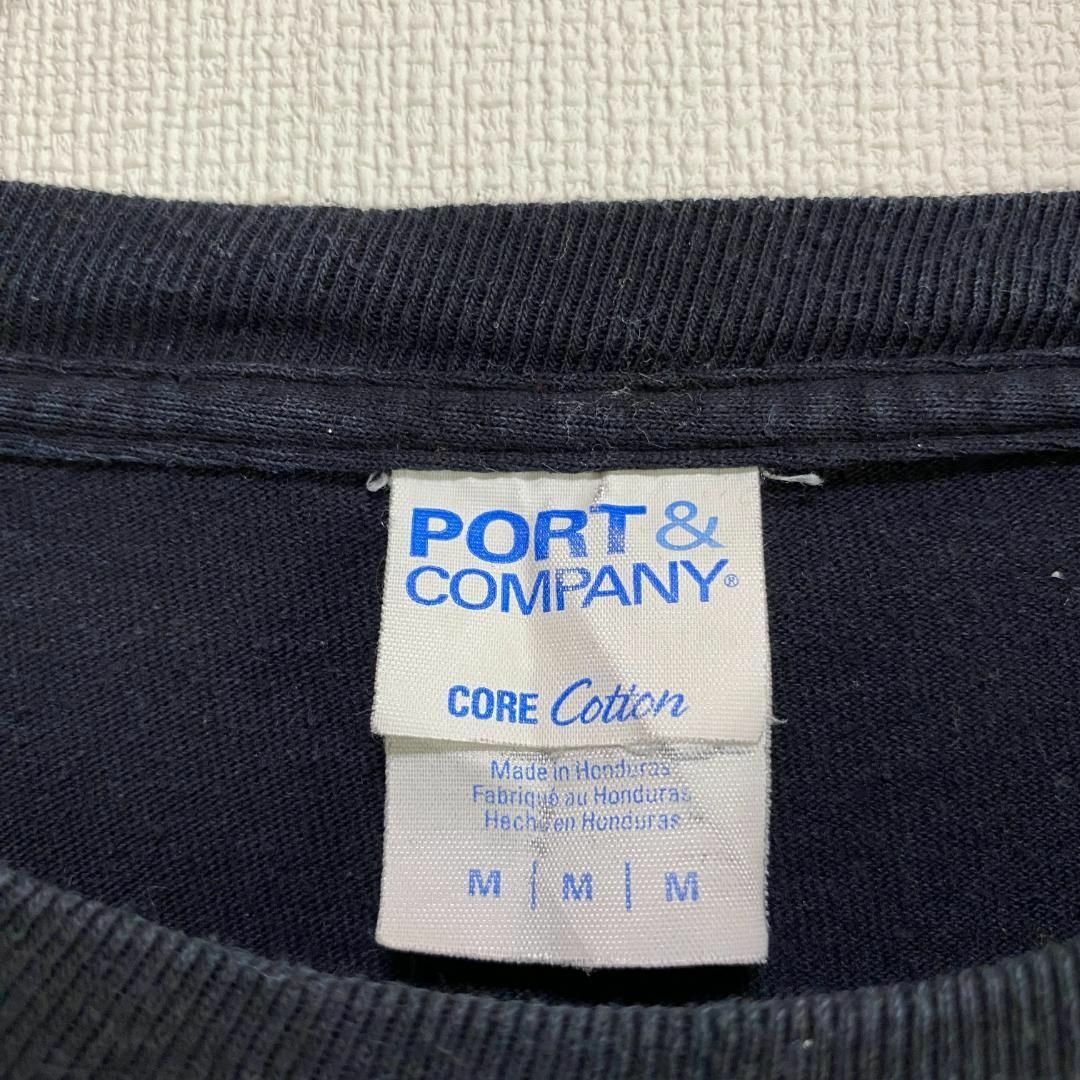 PORT &
COMPANY®
CORE Cotton
Made in Honduras
Fabriqué au Honduras
Hecho en Honduras
M | M | M